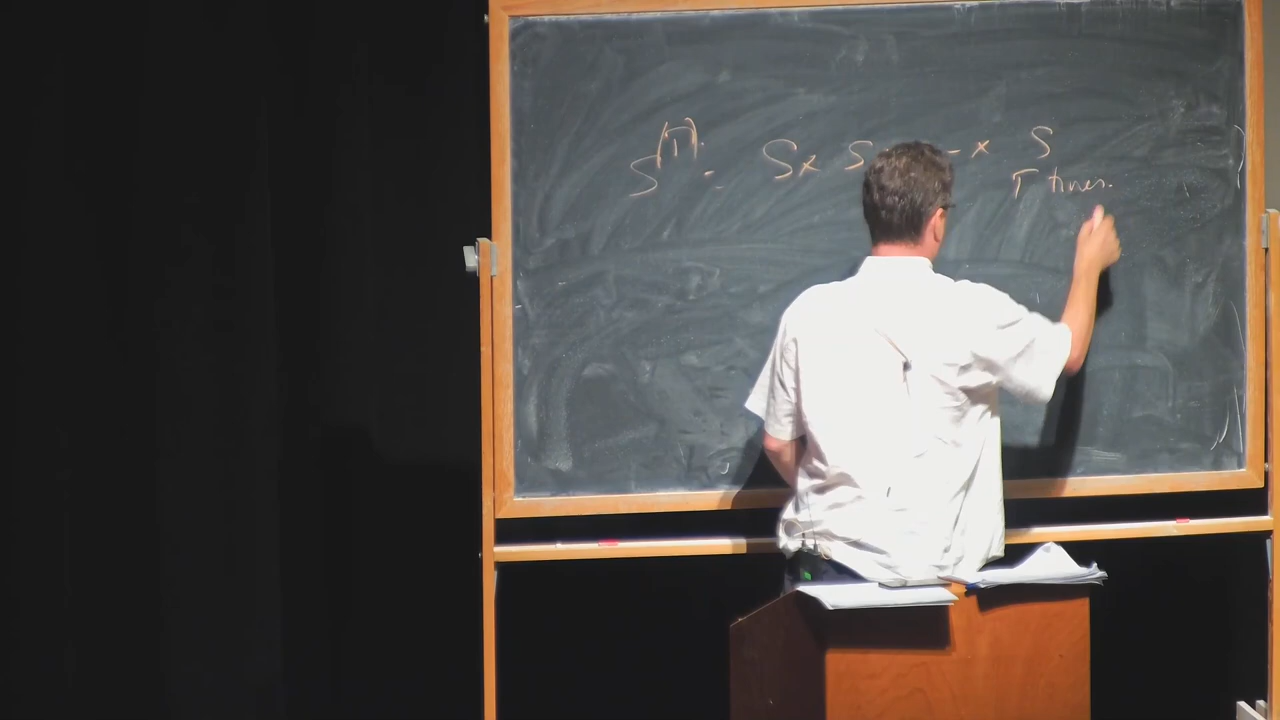 S^{(T)} = S x S - x S
T times.